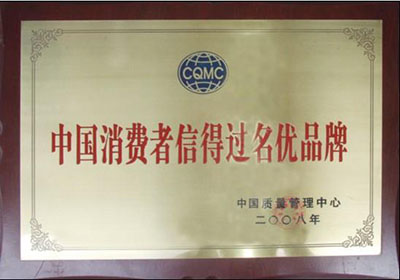 CQMC
中国消费者信得过名优品牌
中国质量管理中心
二〇〇八年